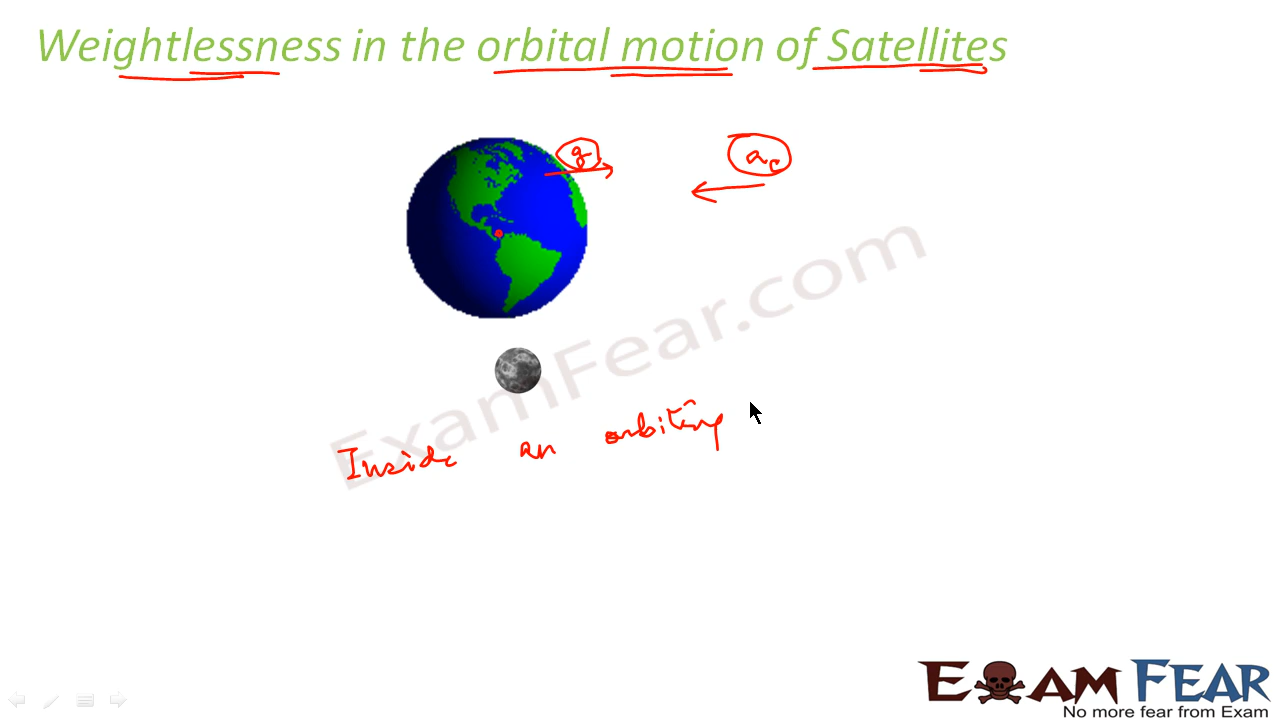 Weightlessness in the orbital motion of Satellites
g
ac
ExamFear.com
Inside an orbiting
EXAM FEAR
No more fear from Exam